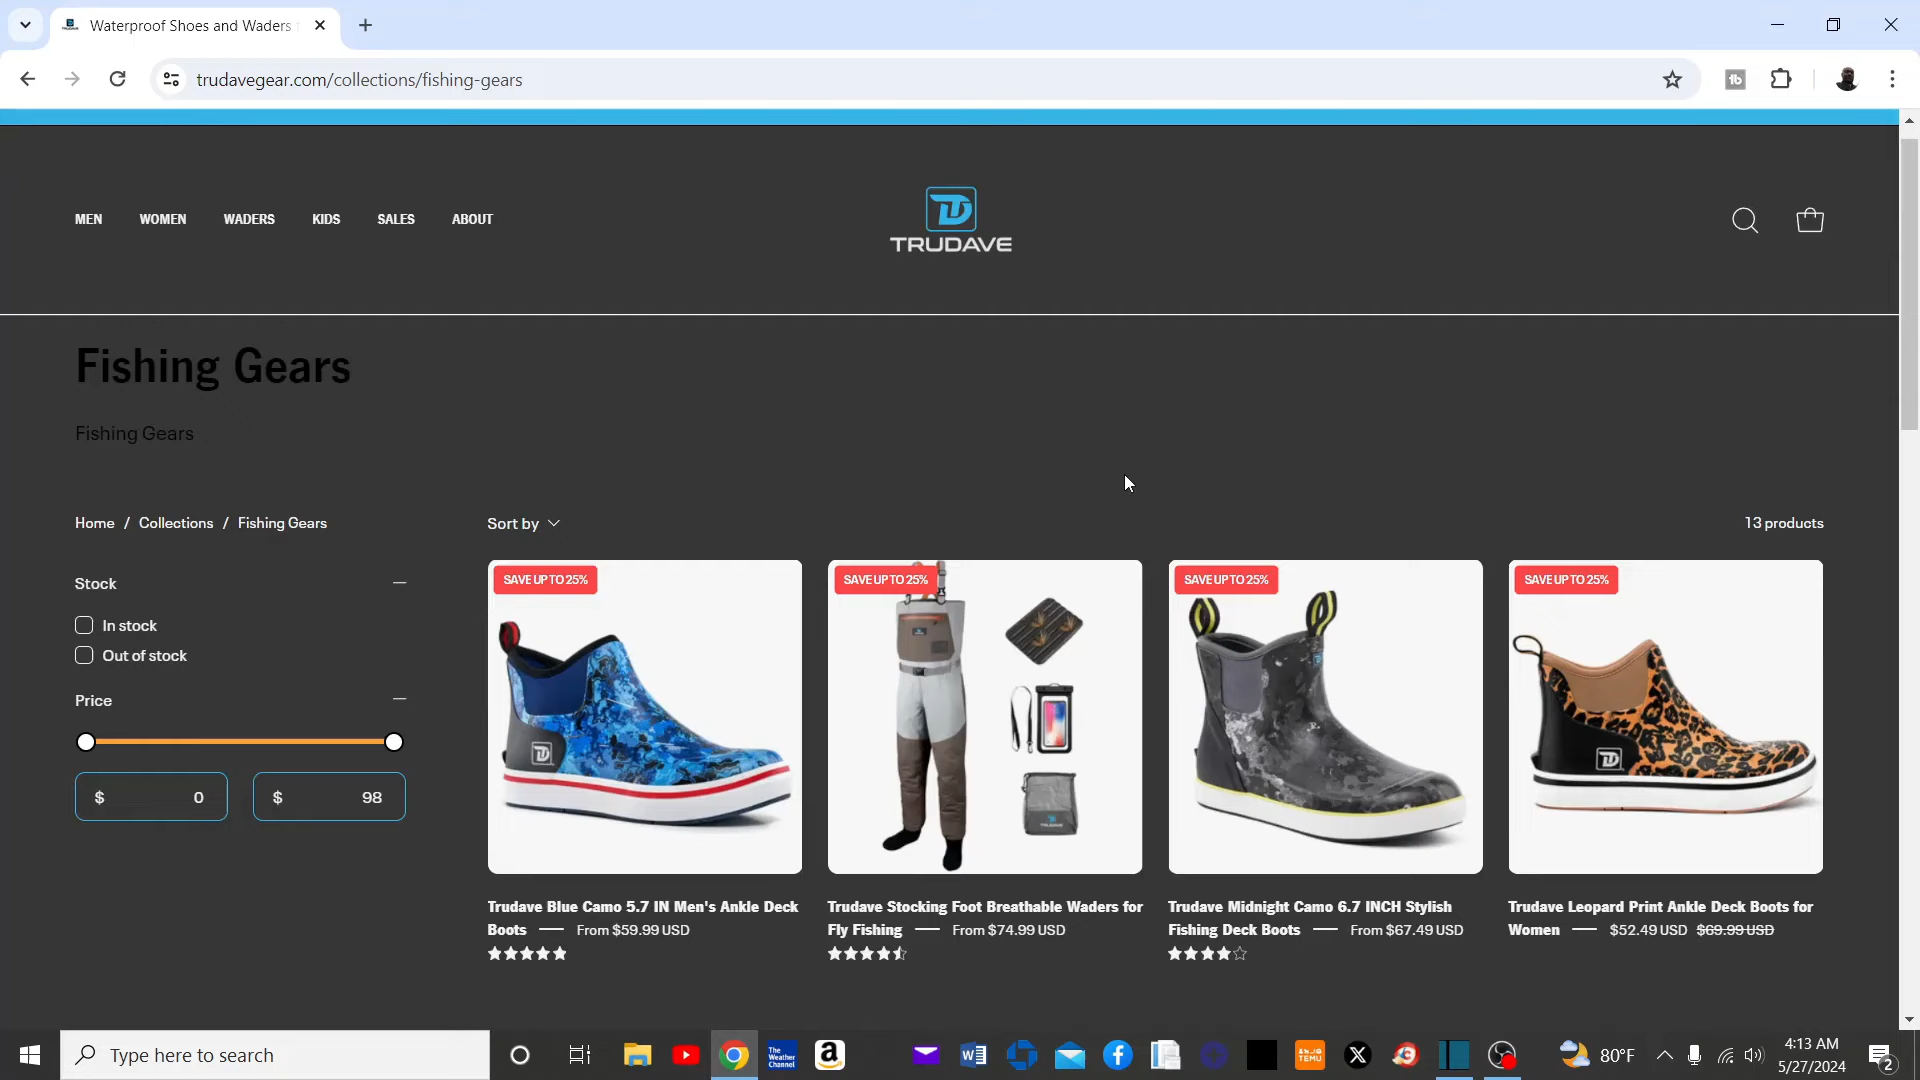 Waterproof Shoes and Waders
trudavegear.com/collections/fishing-gears
MEN WOMEN WADERS KIDS SALES ABOUT
TRUDAVE
Fishing Gears
Fishing Gears
Home / Collections / Fishing Gears
Sort by
13 products
Stock
In stock
Out of stock
Price
$ 0
$ 98
SAVE UP TO 25%
Trudave Blue Camo 5.7 IN Men's Ankle Deck
Boots — From $59.99 USD
SAVE UP TO 25%
TRUDAVE
Trudave Stocking Foot Breathable Waders for
Fly Fishing — From $74.99 USD
SAVE UP TO 25%
Trudave Midnight Camo 6.7 INCH Stylish
Fishing Deck Boots — From $67.49 USD
SAVE UP TO 25%
Trudave Leopard Print Ankle Deck Boots for
Women — $52.49 USD $69.99 USD
Type here to search
The
Weather
Channel
TEMU
80°F
4:13 AM
5/27/2024
2